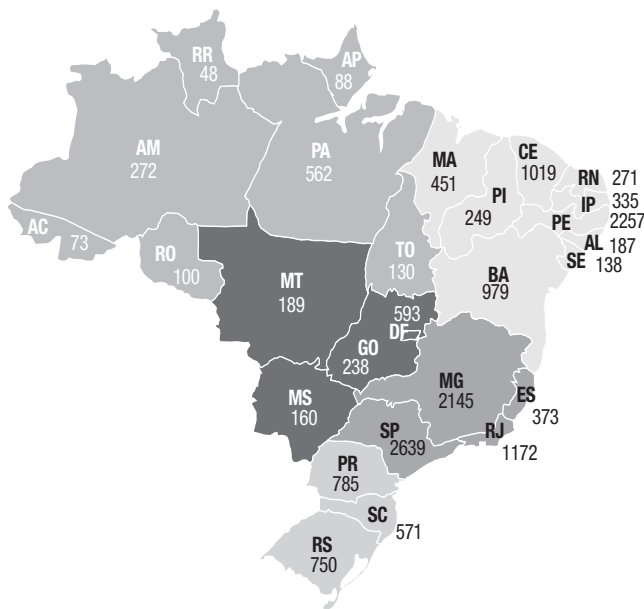 RR
48
AP
88
AM
272
PA
562
MA
451
CE
1019
RN 271
PI
249
IP 335
PE 2257
AL 187
SE 138
AC
73
RO
100
TO
130
BA
979
MT
189
593
DF
GO
238
MG
2145
ES
373
MS
160
SP
2639
RJ
1172
PR
785
SC
571
RS
750